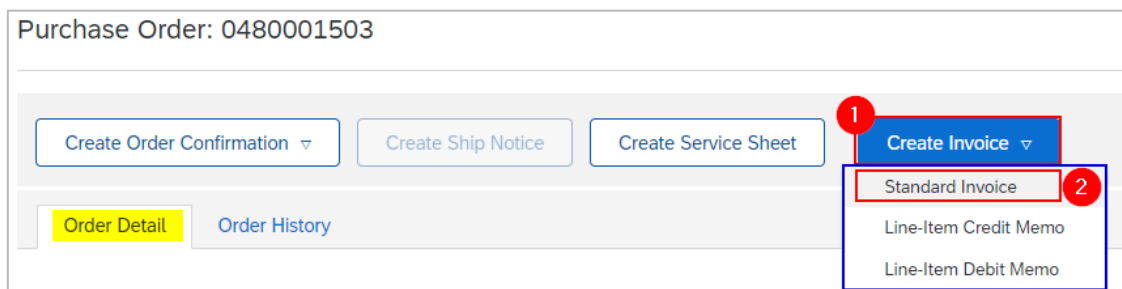 Purchase Order: 0480001503
1
Create Order Confirmation ▿ Create Ship Notice Create Service Sheet Create Invoice ▿
Standard Invoice 2
Order Detail Order History
Line-Item Credit Memo
Line-Item Debit Memo